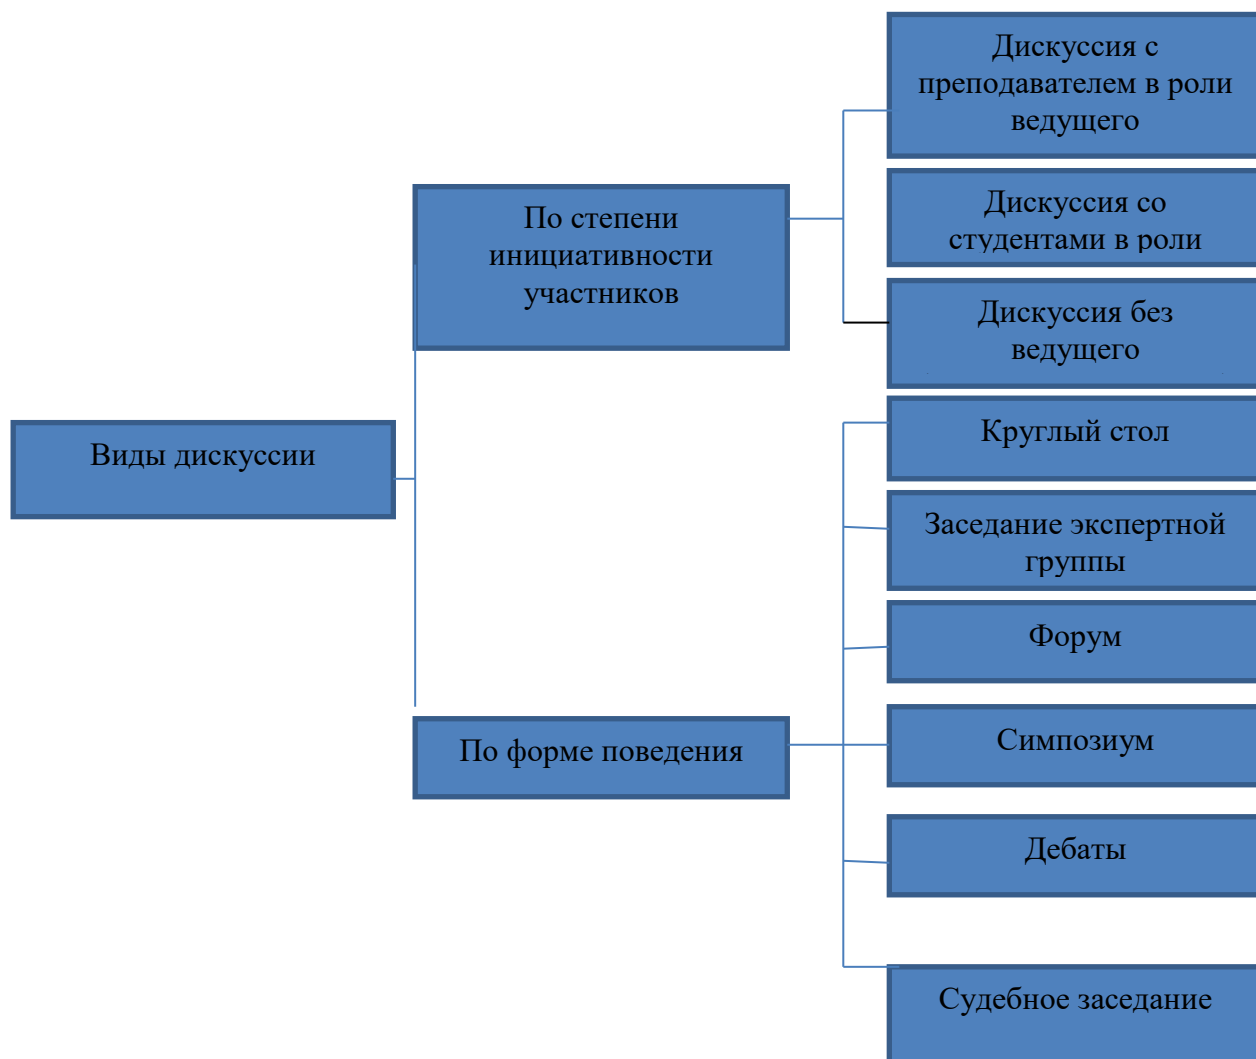 Дискуссия с
преподавателем в роли
ведущего
По степени
инициативности
участников
Дискуссия со
студентами в роли
Дискуссия без
ведущего
Виды дискуссии
Круглый стол
Заседание экспертной
группы
Форум
По форме поведения
Симпозиум
Дебаты
Судебное заседание